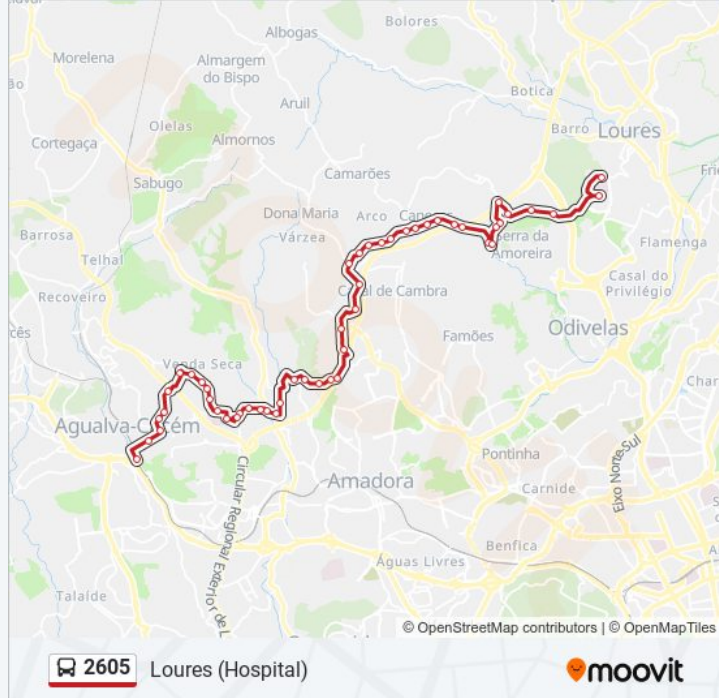 Bolores
Albogas
Morelena
Almargem
do Bispo
Botica
Aruil
Barro
Loures
Olelas
Almornos
Cortegaça
Camarões
Sabugo
Dona Maria
Arco
Várzea
Serra da
Amoreira
Barrosa
Flamenga
Telhal
Casal do
Privilégio
Recoveiro
Casal de Cambra
Odivelas
Famões
Venda Seca
Agualva-Cacém
Pontinha
Amadora
Carnide
Eixo Norte-Sul
Circular Regional Exterior de L
Benfica
Águas Livres
Talaíde
© OpenStreetMap contributors | © OpenMapTiles
2605 Loures (Hospital) moovit